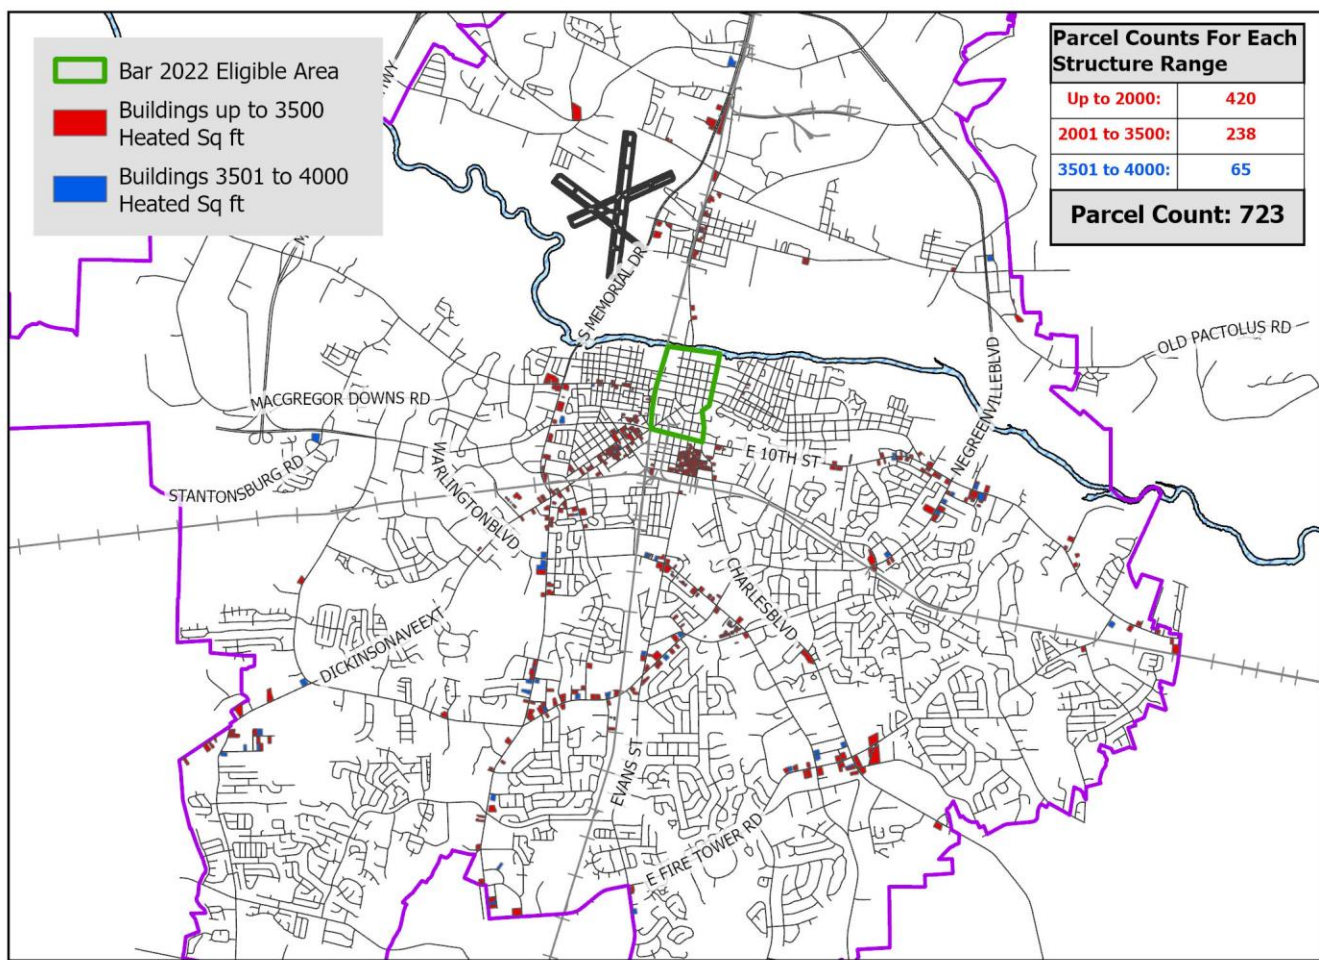 Bar 2022 Eligible Area
Buildings up to 3500
Heated Sq ft
Buildings 3501 to 4000
Heated Sq ft
Parcel Counts For Each
Structure Range
Up to 2000: 420
2001 to 3500: 238
3501 to 4000: 65
Parcel Count: 723
HWY
S MEMORIAL DR
OLD PACTOLUS RD
MACGREGOR DOWNS RD
NEGREENVILLEBLVD
E 10TH ST
STANTONSBURG RD
WARLINGTONBLVD
CHARLESBLVD
DICKINSONAVEEXT
EVANS ST
E FIRE TOWER RD